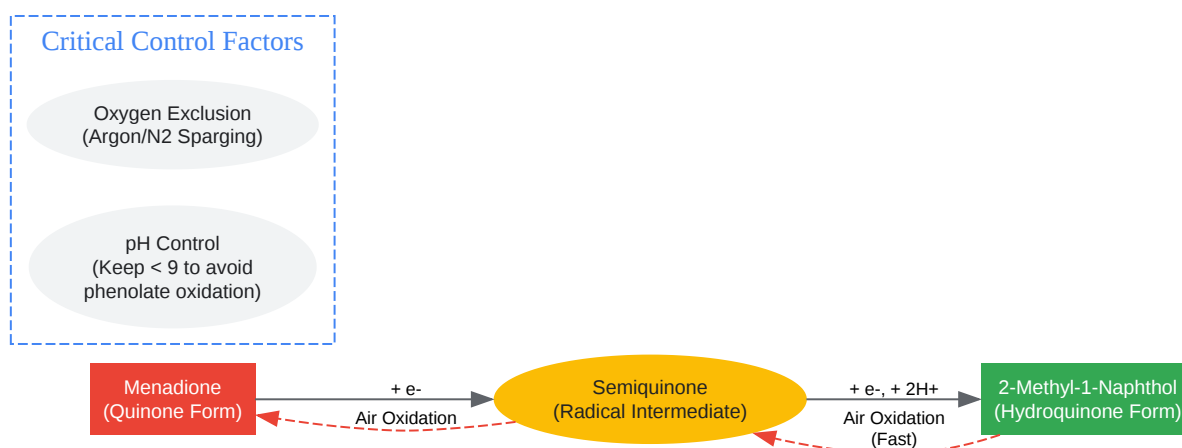 Critical Control Factors
Oxygen Exclusion
(Argon/N2 Sparging)
pH Control
(Keep < 9 to avoid
phenolate oxidation)
Menadione
(Quinone Form)
+ e-
Air Oxidation
Semiquinone
(Radical Intermediate)
+ e-, + 2H+
Air Oxidation
(Fast)
2-Methyl-1-Naphthol
(Hydroquinone Form)